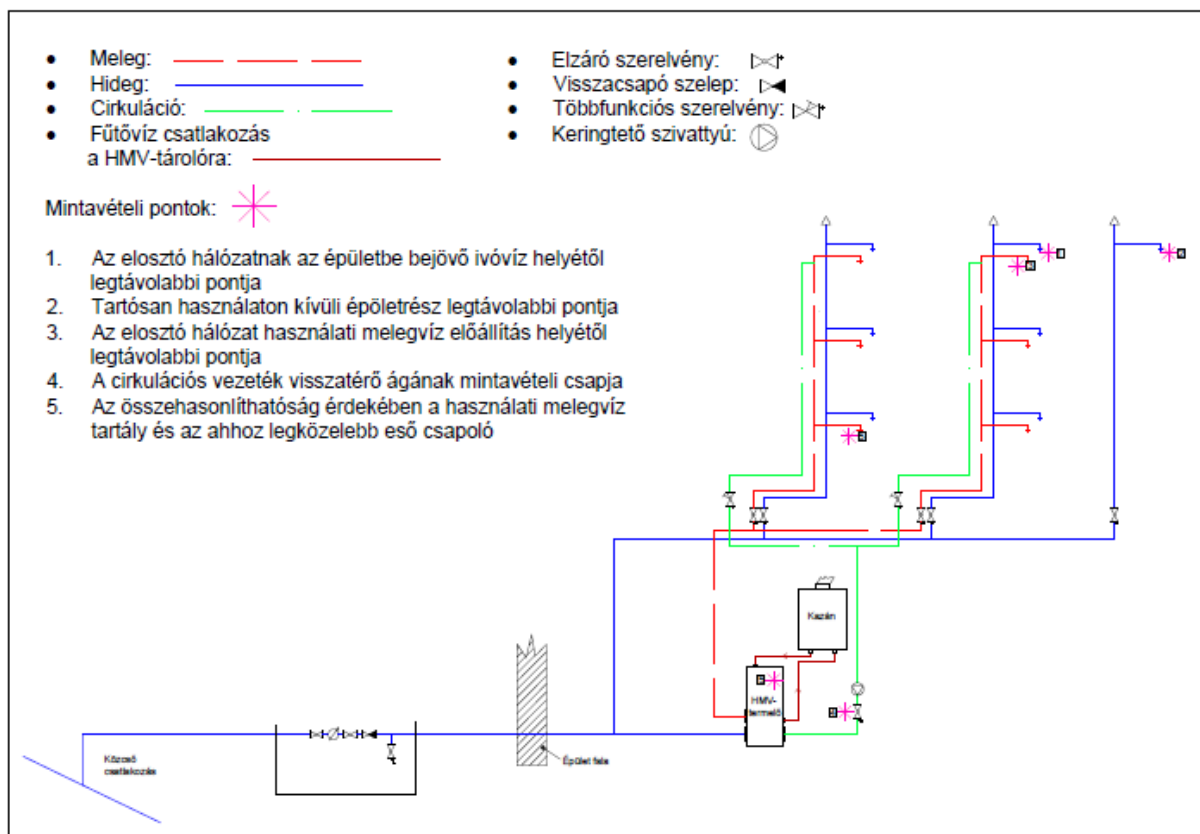 Meleg:
Hideg:
Cirkuláció:
Fűtővíz csatlakozás
a HMV-tárolóra:
Elzáró szerelvény:
Visszacsapó szelep:
Többfunkciós szerelvény:
Keringtető szivattyú:
Mintavételi pontok:
1. Az elosztó hálózatnak az épületbe bejövő ivóvíz helyétől
legtávolabbi pontja
2. Tartósan használaton kívüli épöletrész legtávolabbi pontja
3. Az elosztó hálózat használati melegvíz előállítás helyétől
legtávolabbi pontja
4. A cirkulációs vezeték visszatérő ágának mintavételi csapja
5. Az összehasonlíthatóság érdekében a használati melegvíz
tartály és az ahhoz legközelebb eső csapoló
Kazán
HMV-
termelő
Épület fala
Közcső
csatlakozás